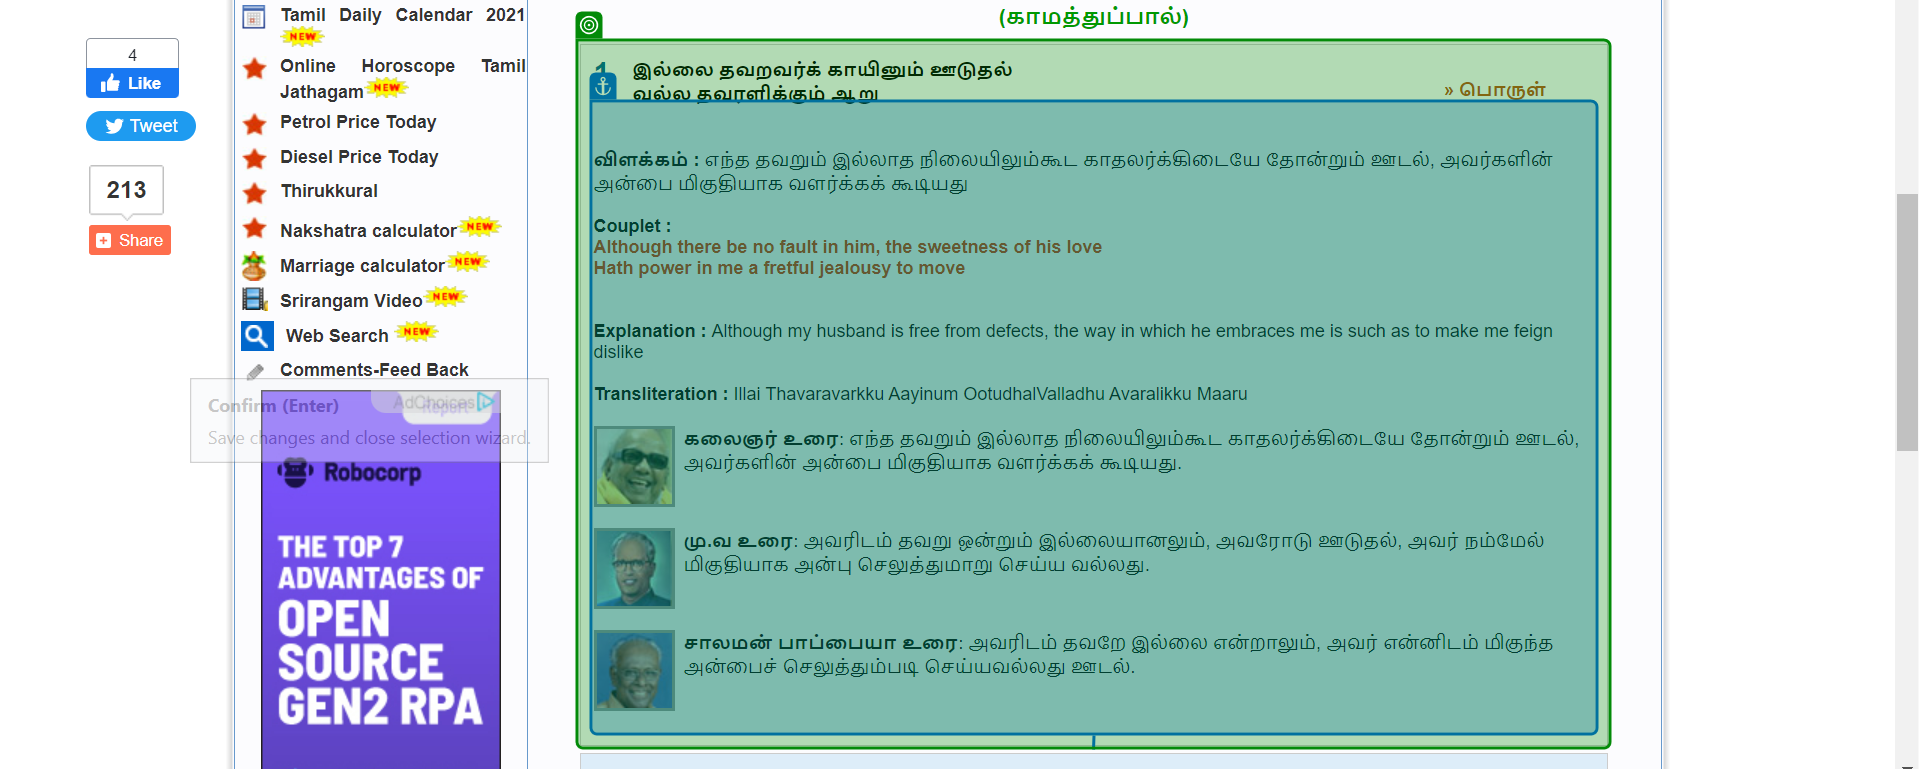 4
Like
Tweet
213
Share
Tamil Daily Calendar 2021
NEW
Online Horoscope Tamil
Jathagam NEW
Petrol Price Today
Diesel Price Today
Thirukkural
Nakshatra calculator NEW
Marriage calculator NEW
Srirangam Video NEW
Web Search NEW
Comments-Feed Back
Confirm (Enter)
AdChoices
Report
Save changes and close selection wizard.
Robocorp
THE TOP 7
ADVANTAGES OF
OPEN
SOURCE
GEN2 RPA
(காமத்துப்பால்)
1 இல்லை தவறவர்க் காயினும் ஊடுதல்
வல்ல தவரளிக்கும் ஆறு
» பொருள்
விளக்கம் : எந்த தவறும் இல்லாத நிலையிலும்கூட காதலர்க்கிடையே தோன்றும் ஊடல், அவர்களின்
அன்பை மிகுதியாக வளர்க்கக் கூடியது
Couplet :
Although there be no fault in him, the sweetness of his love
Hath power in me a fretful jealousy to move
Explanation : Although my husband is free from defects, the way in which he embraces me is such as to make me feign
dislike
Transliteration : Illai Thavaravarkku Aayinum OotudhalValladhu Avaralikku Maaru
கலைஞர் உரை: எந்த தவறும் இல்லாத நிலையிலும்கூட காதலர்க்கிடையே தோன்றும் ஊடல்,
அவர்களின் அன்பை மிகுதியாக வளர்க்கக் கூடியது.
மு.வ உரை: அவரிடம் தவறு ஒன்றும் இல்லையானலும், அவரோடு ஊடுதல், அவர் நம்மேல்
மிகுதியாக அன்பு செலுத்துமாறு செய்ய வல்லது.
சாலமன் பாப்பையா உரை: அவரிடம் தவறே இல்லை என்றாலும், அவர் என்னிடம் மிகுந்த
அன்பைச் செலுத்தும்படி செய்யவல்லது ஊடல்.